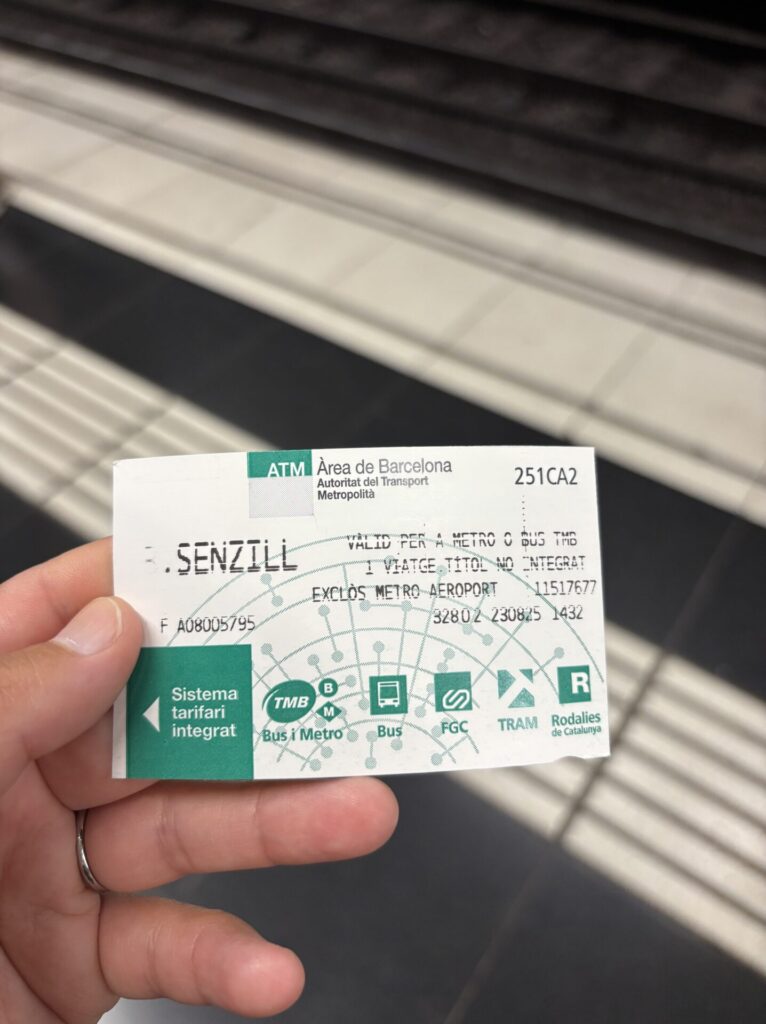 ATM Àrea de Barcelona
Autoritat del Transport
Metropolità
251CA2
.SENZILL
VÀLID PER A METRO O BUS TMB
1 VIATGE TÍTOL NO INTEGRAT
EXCLÒS METRO AEROPORT 11517677
F A08005795
32802 230825 1432
Sistema
tarifari
integrat
TMB B M
Bus i Metro
Bus
FGC
TRAM
R
Rodalies
de Catalunya